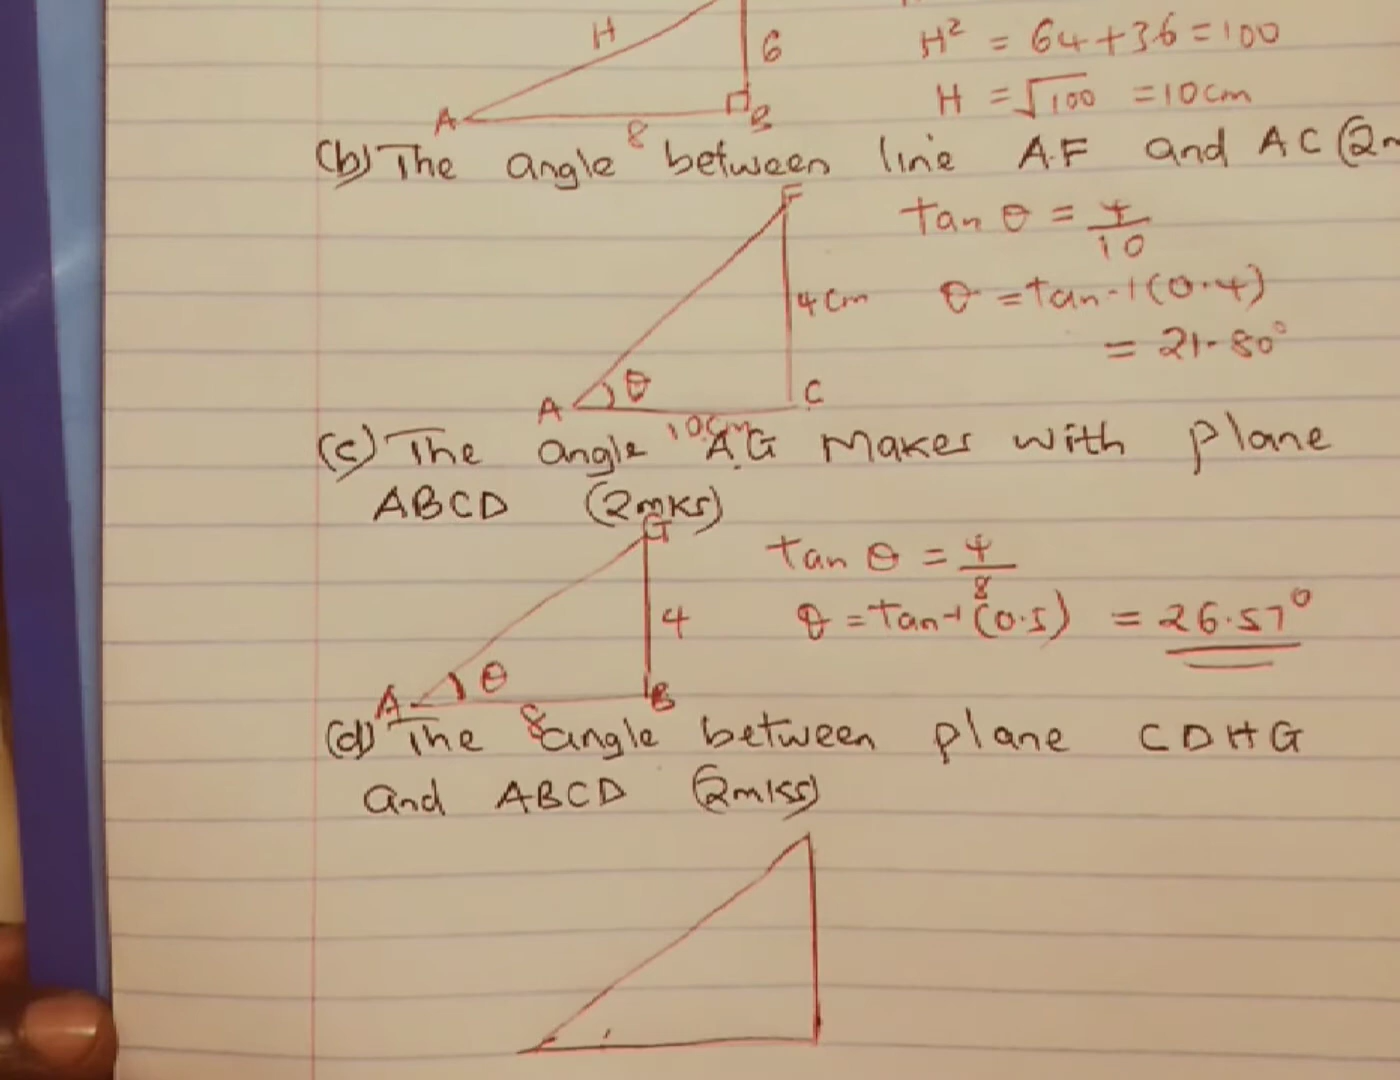 H
6
H² = 64+36=100
A
8
B
H = √100 = 10cm
(b) The angle between line AF and AC (2m
F
tan θ = 4/10
4cm
θ = tan-1(0.4)
= 21.80°
A θ
C
10cm
(c) The angle AG makes with plane
ABCD (2mks)
G
tan θ = 4/8
4
θ = tan-1(0.5) = 26.57°
A θ
8
B
(d) The angle between plane CDHG
and ABCD (2mks)